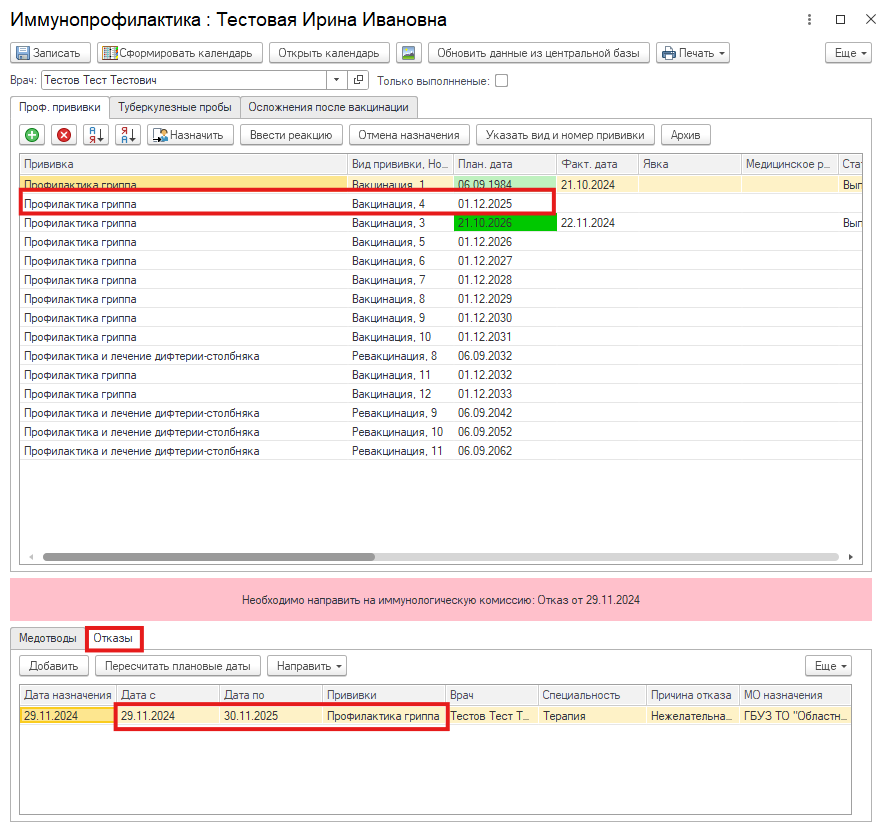 Иммунопрофилактика : Тестовая Ирина Ивановна
Записать Сформировать календарь Открыть календарь Обновить данные из центральной базы Печать Еще
Врач: Тестов Тест Тестович Только выполненные:
Проф. прививки Туберкулезные пробы Осложнения после вакцинации
Назначить Ввести реакцию Отмена назначения Указать вид и номер прививки Архив
Прививка Вид прививки, Но... План. дата Факт. дата Явка Медицинское р... Стат
Профилактика гриппа Вакцинация, 1 06.09.1984 21.10.2024 Вып
Профилактика гриппа Вакцинация, 4 01.12.2025
Профилактика гриппа Вакцинация, 3 21.10.2026 22.11.2024 Вып
Профилактика гриппа Вакцинация, 5 01.12.2026
Профилактика гриппа Вакцинация, 6 01.12.2027
Профилактика гриппа Вакцинация, 7 01.12.2028
Профилактика гриппа Вакцинация, 8 01.12.2029
Профилактика гриппа Вакцинация, 9 01.12.2030
Профилактика гриппа Вакцинация, 10 01.12.2031
Профилактика и лечение дифтерии-столбняка Ревакцинация, 8 06.09.2032
Профилактика гриппа Вакцинация, 11 01.12.2032
Профилактика гриппа Вакцинация, 12 01.12.2033
Профилактика и лечение дифтерии-столбняка Ревакцинация, 9 06.09.2042
Профилактика и лечение дифтерии-столбняка Ревакцинация, 10 06.09.2052
Профилактика и лечение дифтерии-столбняка Ревакцинация, 11 06.09.2062
Необходимо направить на иммунологическую комиссию: Отказ от 29.11.2024
Медотводы Отказы
Добавить Пересчитать плановые даты Направить Еще
Дата назначения Дата с Дата по Прививки Врач Специальность Причина отказа МО назначения
29.11.2024 29.11.2024 30.11.2025 Профилактика гриппа Тестов Тест Т... Терапия Нежелательна... ГБУЗ ТО "Областн...